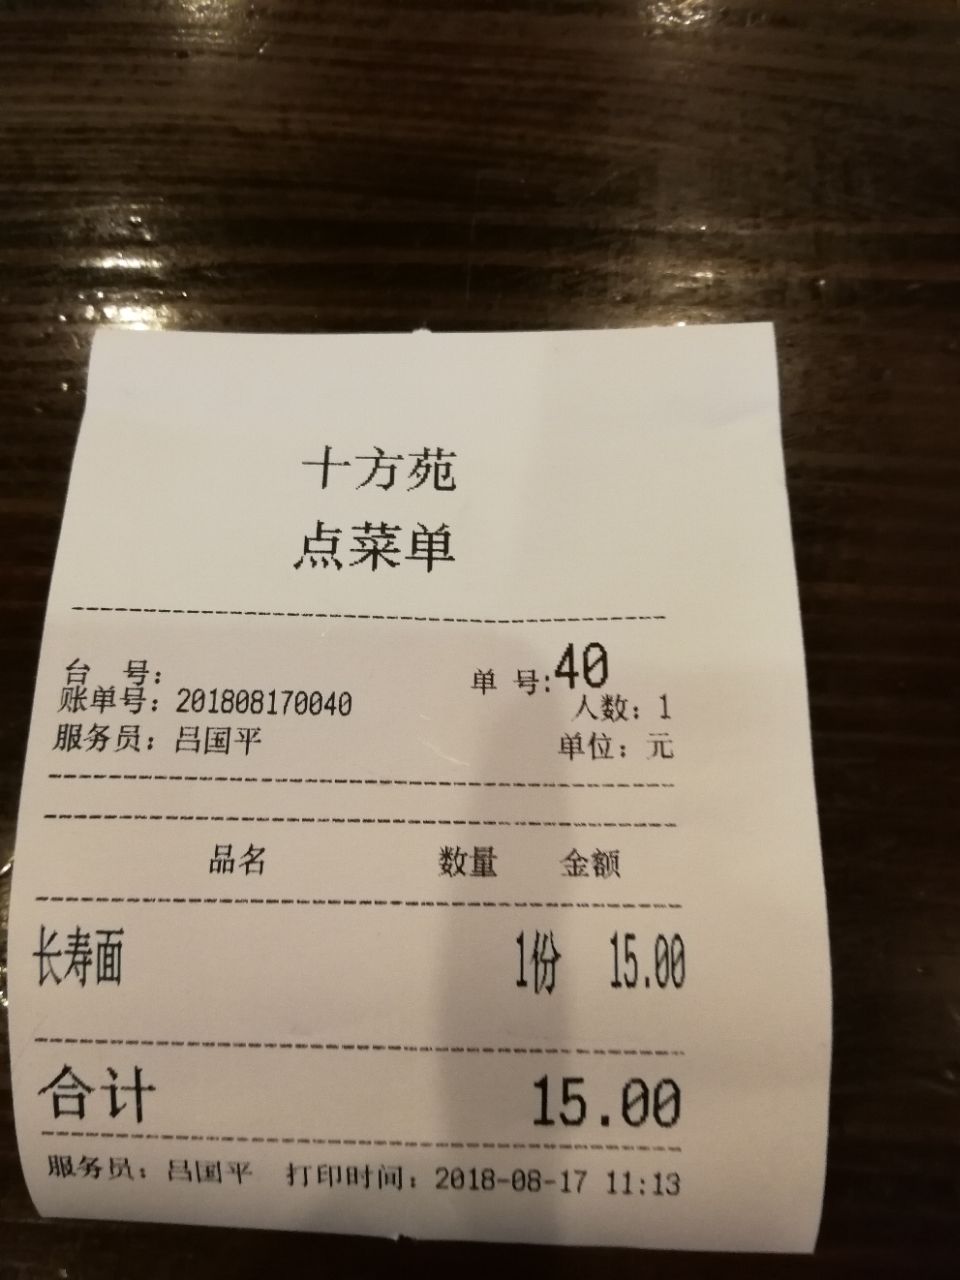 十方苑
点菜单
台 号: 单 号:40
账单号: 201808170040 人数: 1
服务员: 吕国平 单位: 元
品名 数量 金额
长寿面 1份 15.00
合计 15.00
服务员: 吕国平 打印时间: 2018-08-17 11:13